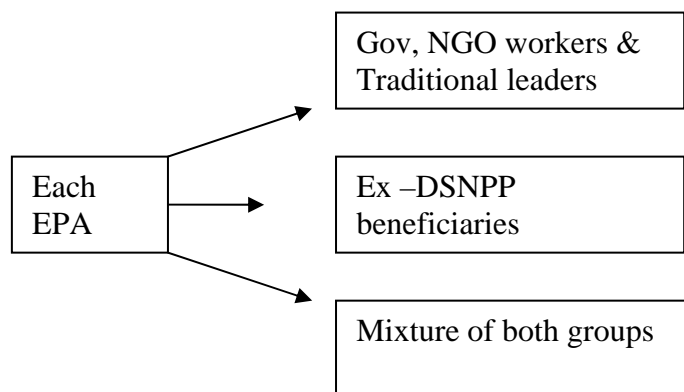 Gov, NGO workers &
Traditional leaders
Each
EPA
Ex –DSNPP
beneficiaries
Mixture of both groups